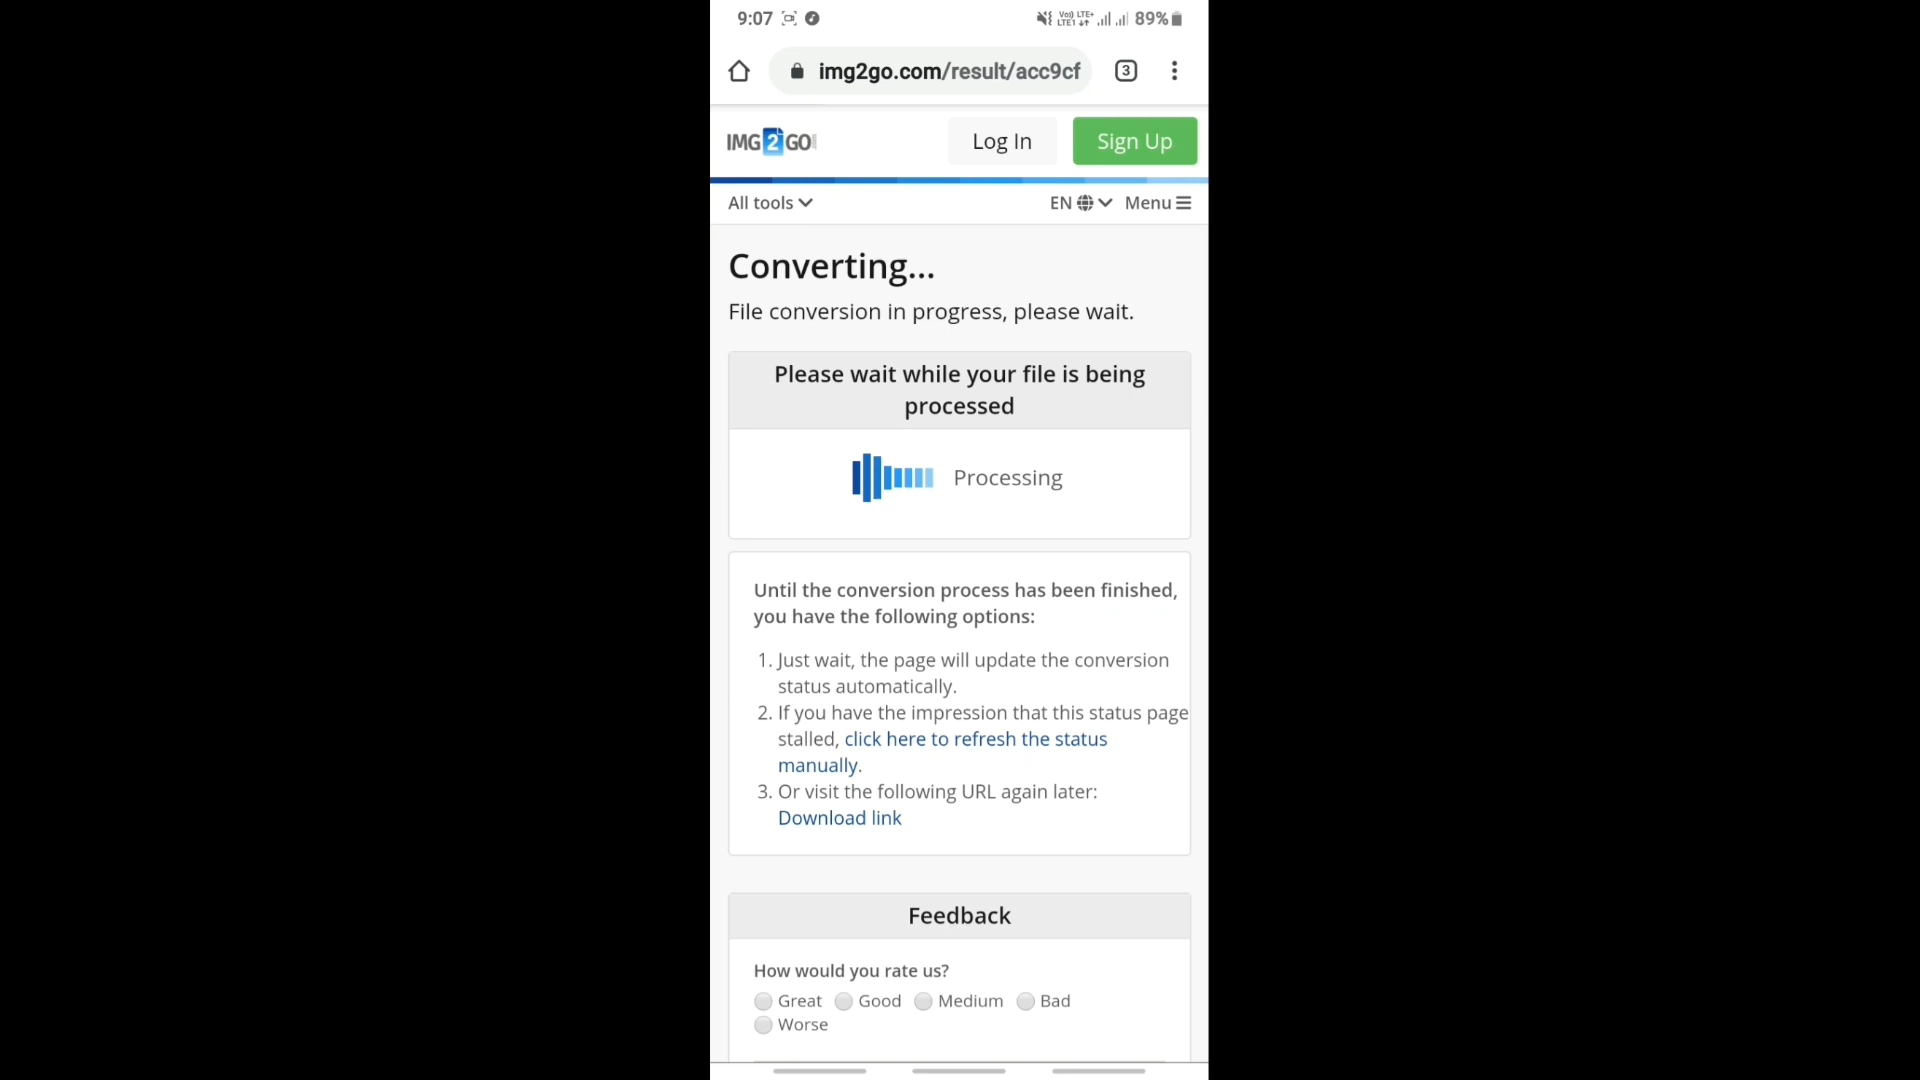 9:07 Vo) LTE+ LTE1 89%
img2go.com/result/acc9cf 3
IMG2GO Log In Sign Up
All tools EN Menu
Converting...
File conversion in progress, please wait.
Please wait while your file is being
processed
Processing
Until the conversion process has been finished,
you have the following options:
1. Just wait, the page will update the conversion
status automatically.
2. If you have the impression that this status page
stalled, click here to refresh the status
manually.
3. Or visit the following URL again later:
Download link
Feedback
How would you rate us?
Great Good Medium Bad
Worse